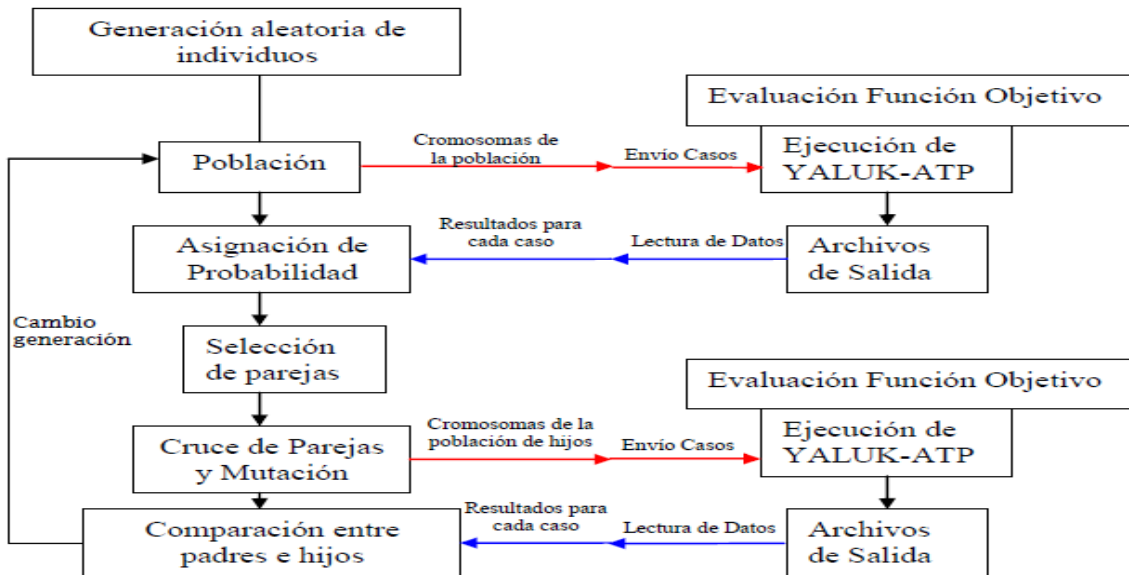 Generación aleatoria de
individuos
Evaluación Función Objetivo
Cromosomas de
la población
Envío Casos
Población
Ejecución de
YALUK-ATP
Resultados para
cada caso
Lectura de Datos
Asignación de
Probabilidad
Archivos
de Salida
Cambio
generación
Selección
de parejas
Evaluación Función Objetivo
Cromosomas de la
población de hijos
Envío Casos
Cruce de Parejas
y Mutación
Ejecución de
YALUK-ATP
Resultados para
cada caso
Lectura de Datos
Comparación entre
padres e hijos
Archivos
de Salida